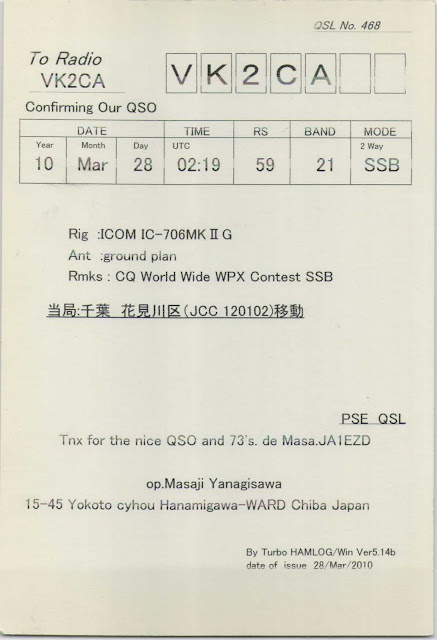 QSL No. 468
To Radio
VK2CA
V K 2 C A
Confirming Our QSO
DATE TIME RS BAND MODE
Year Month Day UTC 2 Way
10 Mar 28 02:19 59 21 SSB
Rig :ICOM IC-706MKⅡG
Ant :ground plan
Rmks : CQ World Wide WPX Contest SSB
当局:千葉 花見川区(JCC 120102)移動
PSE QSL
Tnx for the nice QSO and 73's. de Masa.JA1EZD
op.Masaji Yanagisawa
15-45 Yokoto cyhou Hanamigawa-WARD Chiba Japan
By Turbo HAMLOG/Win Ver5.14b
date of issue 28/Mar/2010